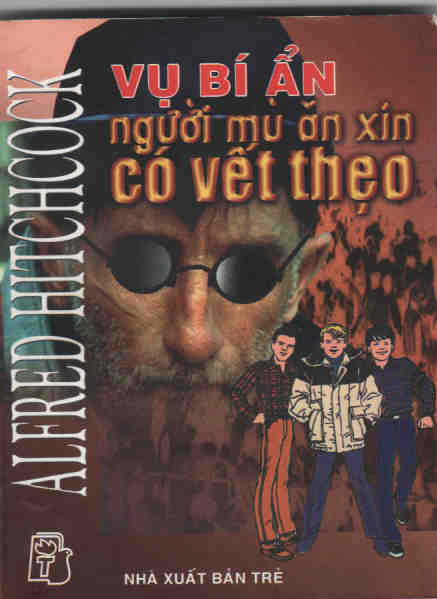 ALFRED HITCHCOCK
VỤ BÍ ẨN
người mù ăn xin
có vết thẹo
T
NHÀ XUẤT BẢN TRẺ